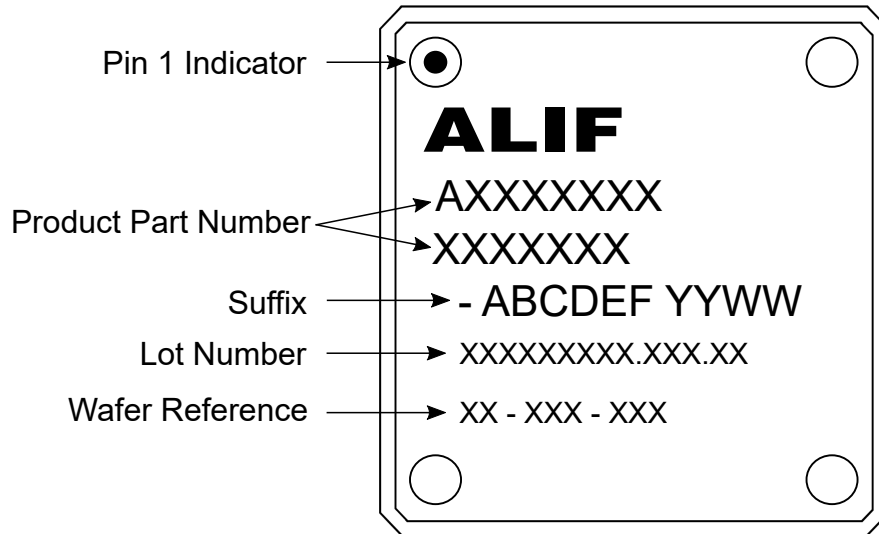 Pin 1 Indicator
ALIF
Product Part Number
AXXXXXXX
XXXXXXX
Suffix
- ABCDEF YYWW
Lot Number
XXXXXXXXX.XXX.XX
Wafer Reference
XX - XXX - XXX